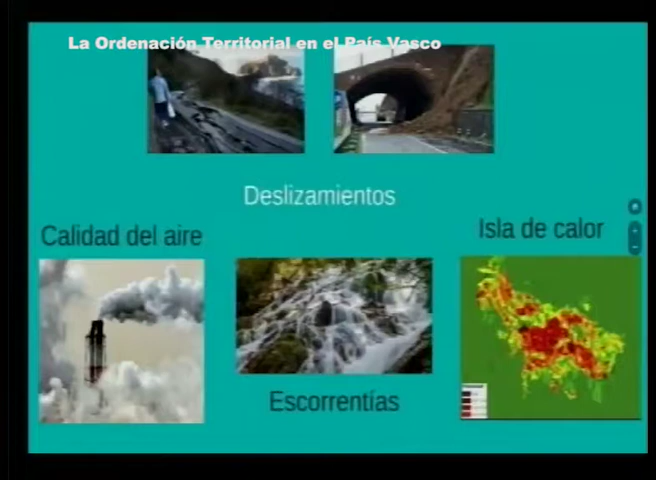 La Ordenación Territorial en el País Vasco
Deslizamientos
Calidad del aire
Isla de calor
Escorrentías